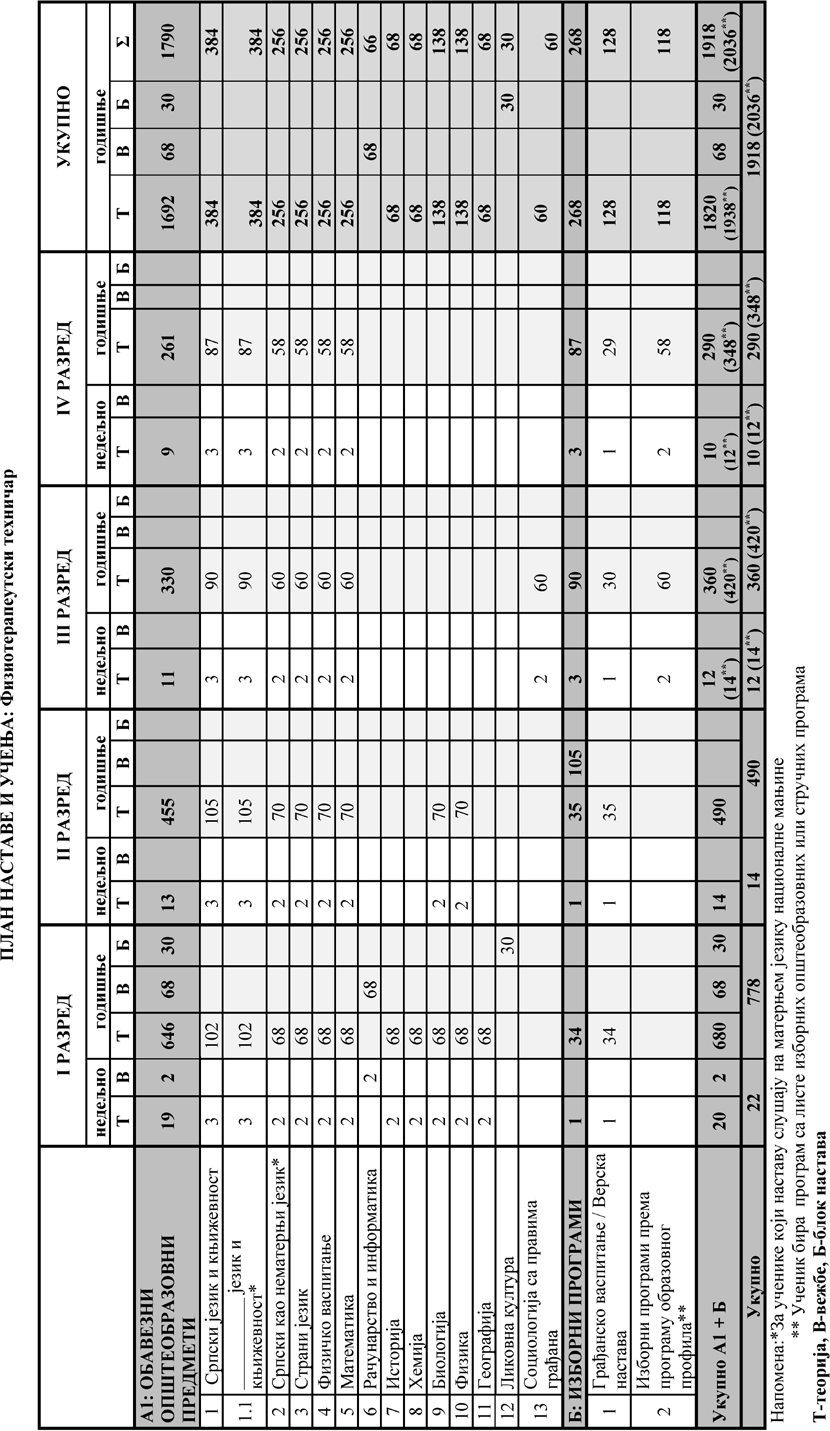 ПЛАН НАСТАВЕ И УЧЕЊА: Физиотерапеутски техничар
I РАЗРЕД II РАЗРЕД III РАЗРЕД IV РАЗРЕД УКУПНО
недељно годишње недељно годишње недељно годишње недељно годишње годишње
Т В Т В Б Т В Т В Б Т В Т В Б Т В Т В Б Т В Б Σ
А1: ОБАВЕЗНИ
ОПШТЕОБРАЗОВНИ
ПРЕДМЕТИ
19 2 646 68 30 13 455 11 330 9 261 1692 68 30 1790
1 Српски језик и књижевност 3 102 3 105 3 90 3 87 384 384
1.1 ________ језик и
књижевност* 3 102 3 105 3 90 3 87 384 384
2 Српски као нематерњи језик* 2 68 2 70 2 60 2 58 256 256
3 Страни језик 2 68 2 70 2 60 2 58 256 256
4 Физичко васпитање 2 68 2 70 2 60 2 58 256 256
5 Математика 2 68 2 70 2 60 2 58 256 256
6 Рачунарство и информатика 2 68 68 66
7 Историја 2 68 68 68
8 Хемија 2 68 68 68
9 Биологија 2 68 2 70 138 138
10 Физика 2 68 2 70 138 138
11 Географија 2 68 68 68
12 Ликовна култура 30 30 30
13 Социологија са правима
грађана 2 60 60 60
Б: ИЗБОРНИ ПРОГРАМИ 1 34 1 35 105 3 90 3 87 268 268
1 Грађанско васпитање / Верска
настава 1 34 1 35 1 30 1 29 128 128
2 Изборни програми према
програму образовног
профила** 2 60 2 58 118 118
Укупно А1 + Б 20 2 680 68 30 14 490 12 (14**) 360 (420**) 10 (12**) 290 (348**) 1820 (1938**) 68 30 1918 (2036**)
Укупно 22 778 14 490 12 (14**) 360 (420**) 10 (12**) 290 (348**) 1918 (2036**)
Напомена:*За ученике који наставу слушају на матерњем језику националне мањине
** Ученик бира програм са листе изборних општеобразовних или стручних програма
Т-теорија, В-вежбе, Б-блок настава